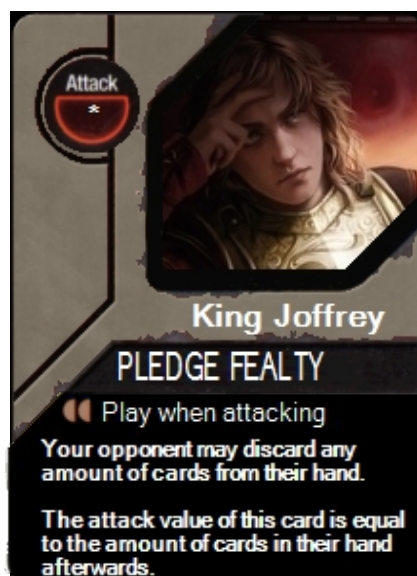 Attack
*
King Joffrey
PLEDGE FEALTY
Play when attacking
Your opponent may discard any
amount of cards from their hand.
The attack value of this card is equal
to the amount of cards in their hand
afterwards.